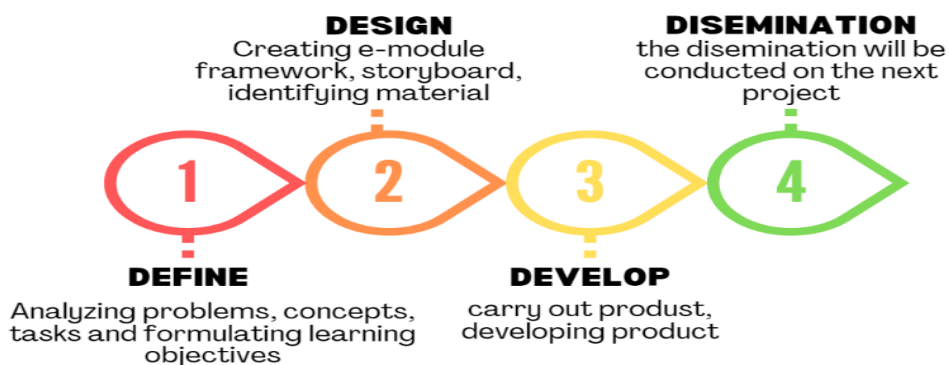 DESIGN
Creating e-module
framework, storyboard,
identifying material
DISEMINATION
the disemination will be
conducted on the next
project
1
2
3
4
DEFINE
Analyzing problems, concepts,
tasks and formulating learning
objectives
DEVELOP
carry out produst,
developing product